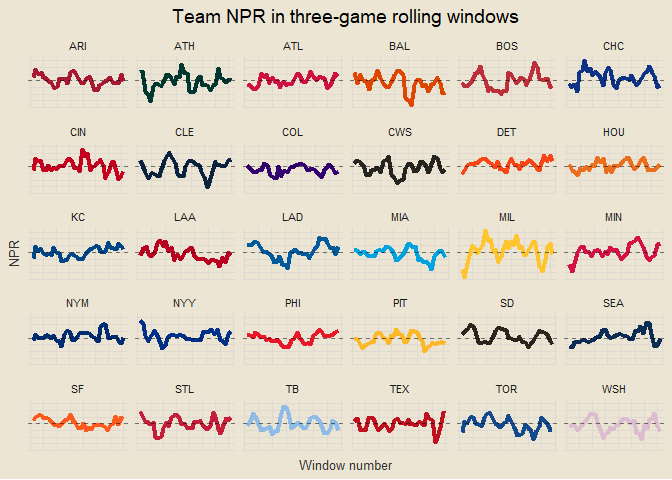 Team NPR in three-game rolling windows
ARI ATH ATL BAL BOS CHC
CIN CLE COL CWS DET HOU
KC LAA LAD MIA MIL MIN
NPR
NYM NYY PHI PIT SD SEA
SF STL TB TEX TOR WSH
Window number